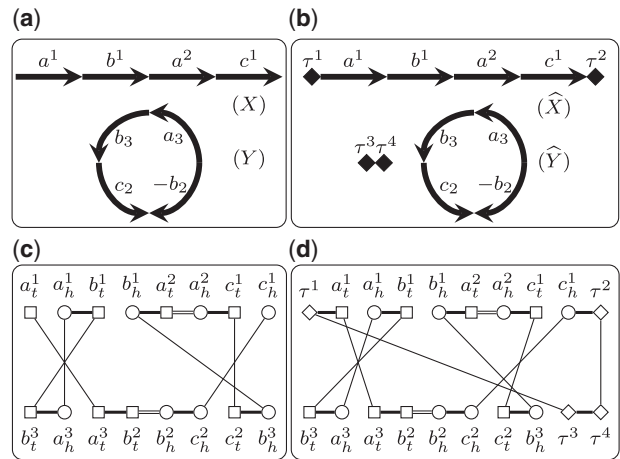 (a)
a¹ b¹ a² c¹
(X)
b₃ a₃
(Y)
c₂ −b₂
(b)
τ¹ a¹ b¹ a² c¹ τ²
(X̂)
τ³τ⁴ b₃ a₃
(Ŷ)
c₂ −b₂
(c)
a¹ₜ a¹ₕ b¹ₜ b¹ₕ a²ₜ a²ₕ c¹ₜ c¹ₕ
b³ₜ a³ₕ a³ₜ b²ₜ b²ₕ c²ₕ c²ₜ b³ₕ
(d)
τ¹ a¹ₜ a¹ₕ b¹ₜ b¹ₕ a²ₜ a²ₕ c¹ₜ c¹ₕ τ²
b³ₜ a³ₕ a³ₜ b²ₜ b²ₕ c²ₕ c²ₜ b³ₕ τ³ τ⁴